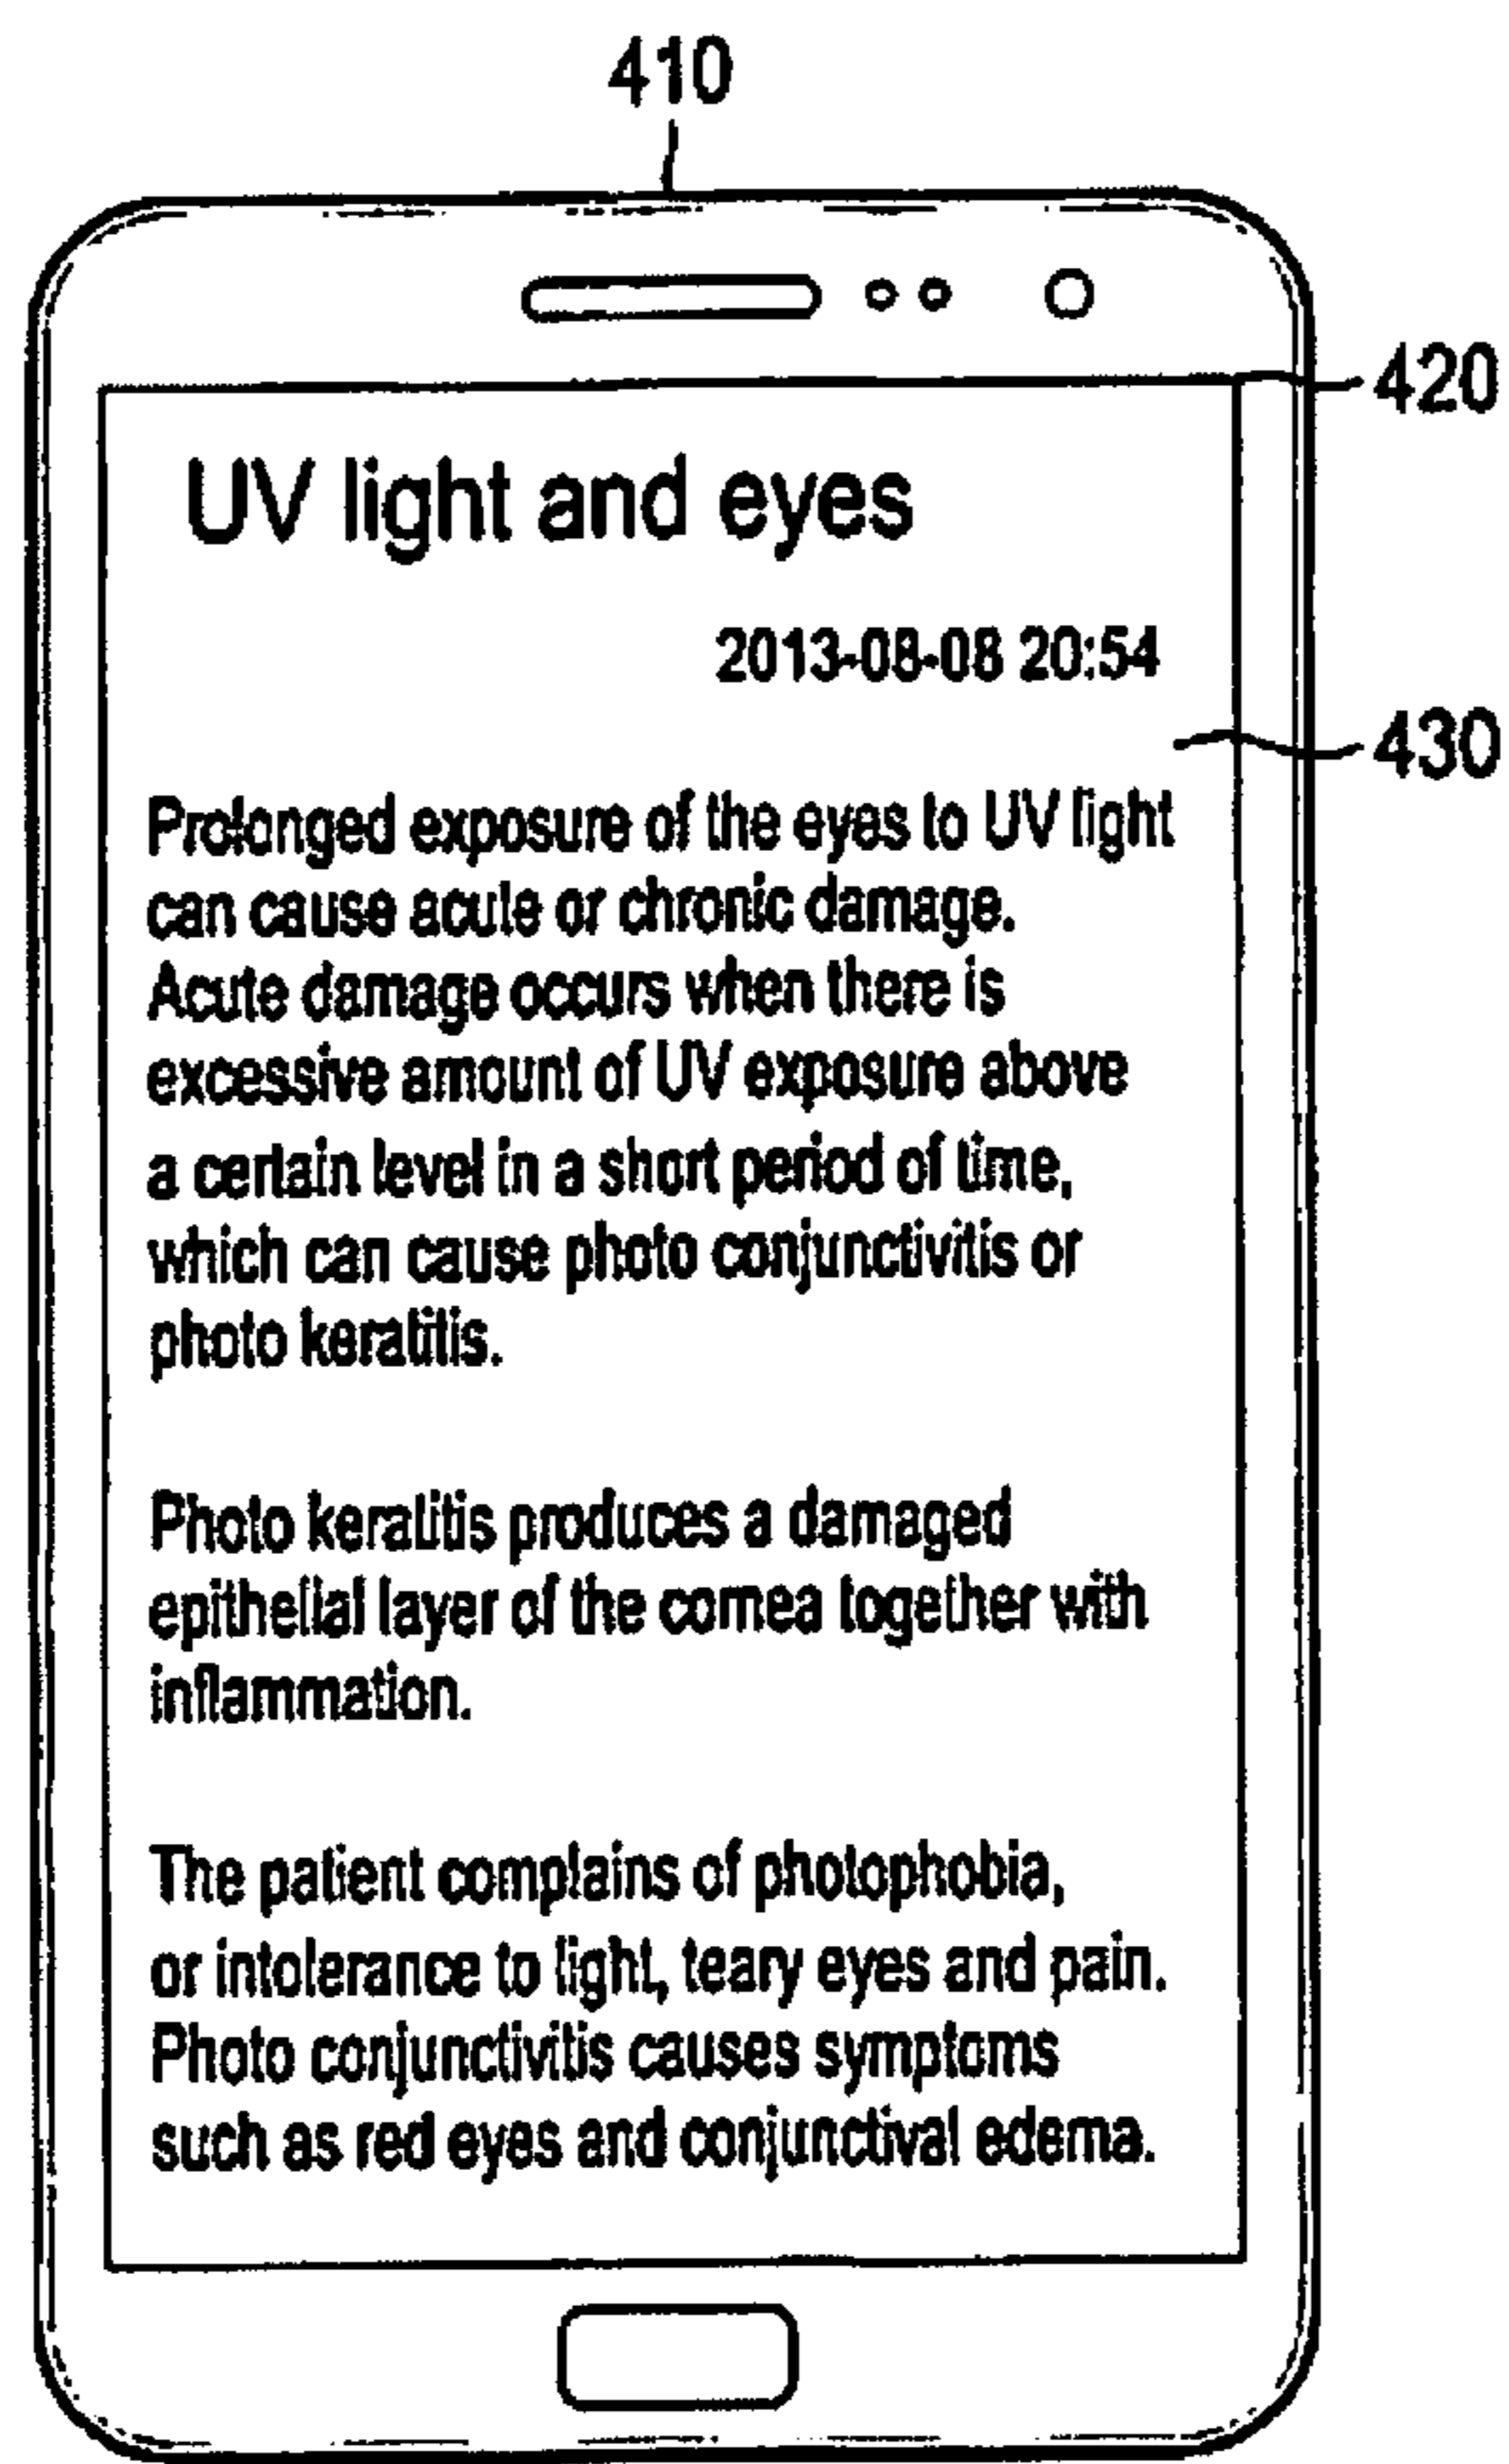 410
420
UV light and eyes
2013-08-08 20:54
430
Prolonged exposure of the eyes to UV light
can cause acute or chronic damage.
Acute damage occurs when there is
excessive amount of UV exposure above
a certain level in a short period of time,
which can cause photo conjunctivitis or
photo keratitis.
Photo keratitis produces a damaged
epithelial layer of the cornea together with
inflammation.
The patient complains of photophobia,
or intolerance to light, teary eyes and pain.
Photo conjunctivitis causes symptoms
such as red eyes and conjunctival edema.